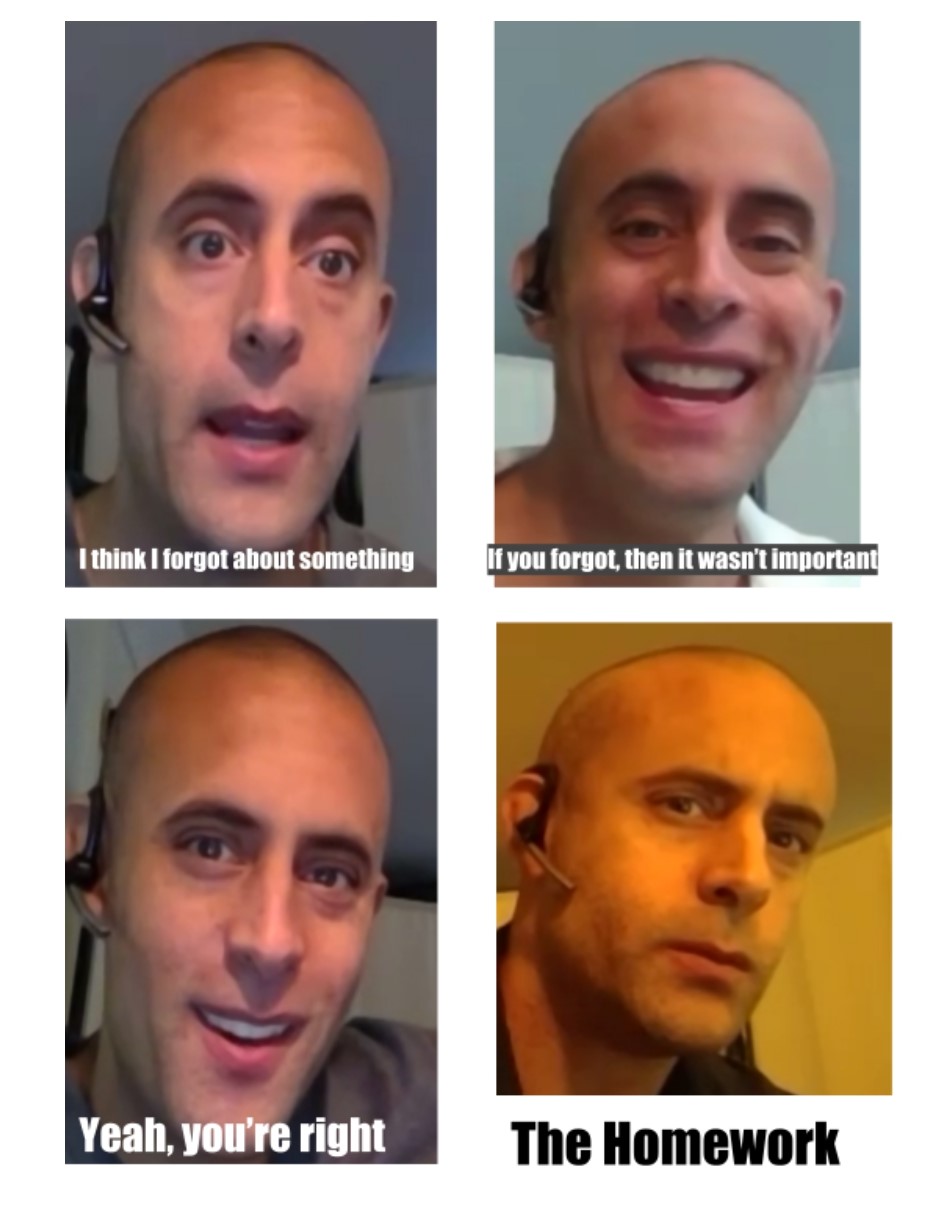 I think I forgot about something
If you forgot, then it wasn't important
Yeah, you're right
The Homework